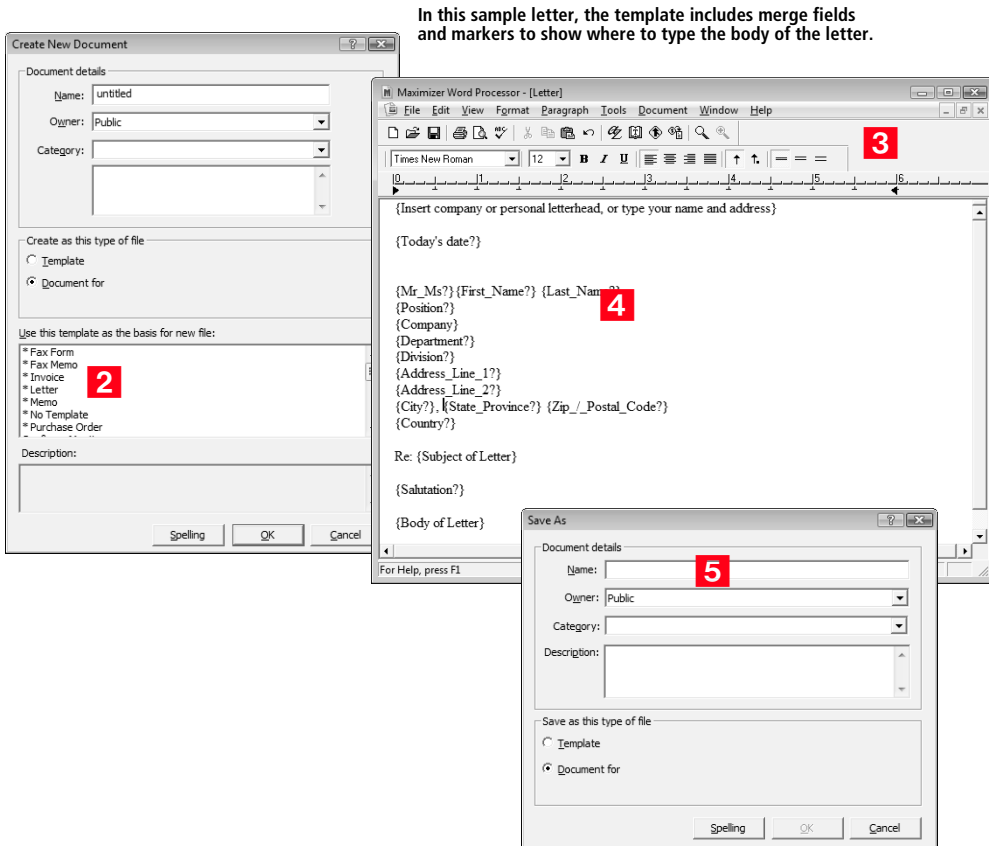 In this sample letter, the template includes merge fields
and markers to show where to type the body of the letter.
Create New Document
Document details
Name: untitled
Owner: Public
Category:
Create as this type of file
Template
Document for
Use this template as the basis for new file:
* Fax Form
* Fax Memo
* Invoice
* Letter
* Memo
* No Template
* Purchase Order
2
Description:
Spelling OK Cancel
Maximizer Word Processor - [Letter]
File Edit View Format Paragraph Tools Document Window Help
3
Times New Roman 12 B I U
0 1 2 3 4 5 6
{Insert company or personal letterhead, or type your name and address}
{Today's date?}
{Mr_Ms?}{First_Name?} {Last_Name?}
4
{Position?}
{Company}
{Department?}
{Division?}
{Address_Line_1?}
{Address_Line_2?}
{City?}, {State_Province?} {Zip_/_Postal_Code?}
{Country?}
Re: {Subject of Letter}
{Salutation?}
{Body of Letter}
For Help, press F1
Save As
Document details
Name:
5
Owner: Public
Category:
Description:
Save as this type of file
Template
Document for
Spelling OK Cancel